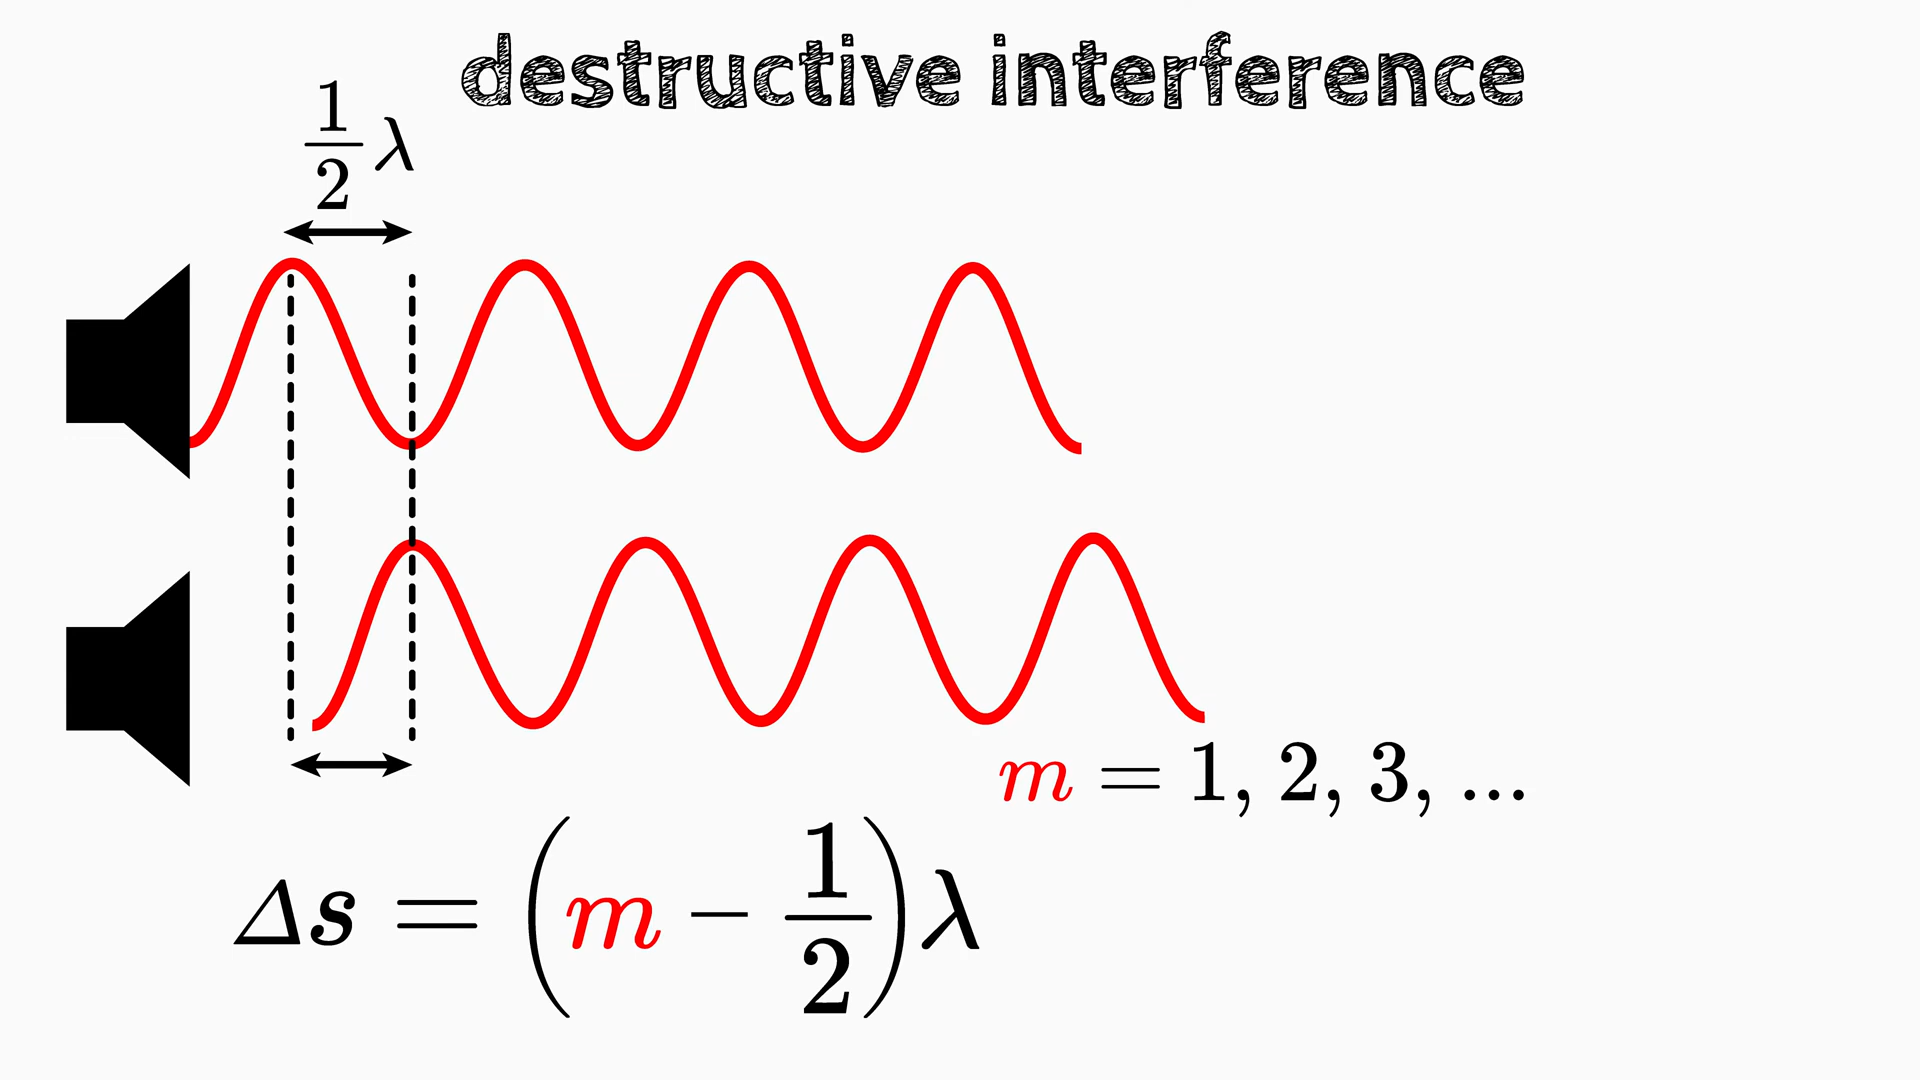 destructive interference
½ λ
m = 1, 2, 3, ...
Δs = (m − ½) λ